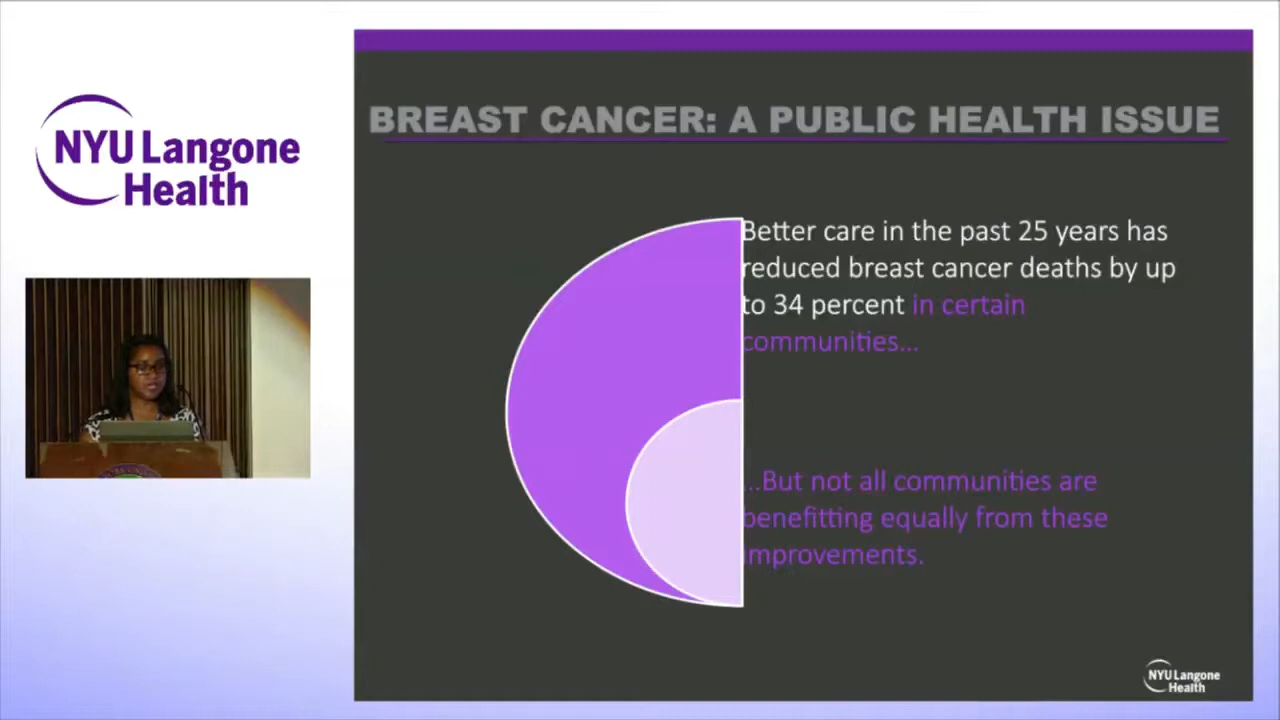 NYU Langone
Health
BREAST CANCER: A PUBLIC HEALTH ISSUE
Better care in the past 25 years has
reduced breast cancer deaths by up
to 34 percent in certain
communities...
...But not all communities are
benefitting equally from these
improvements.
NYU Langone
Health